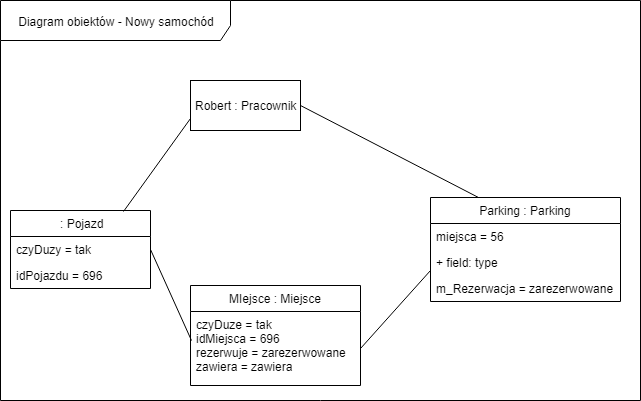 Diagram obiektów - Nowy samochód
Robert : Pracownik
: Pojazd
czyDuzy = tak
idPojazdu = 696
Parking : Parking
miejsca = 56
+ field: type
m_Rezerwacja = zarezerwowane
MIejsce : Miejsce
czyDuze = tak
idMiejsca = 696
rezerwuje = zarezerwowane
zawiera = zawiera